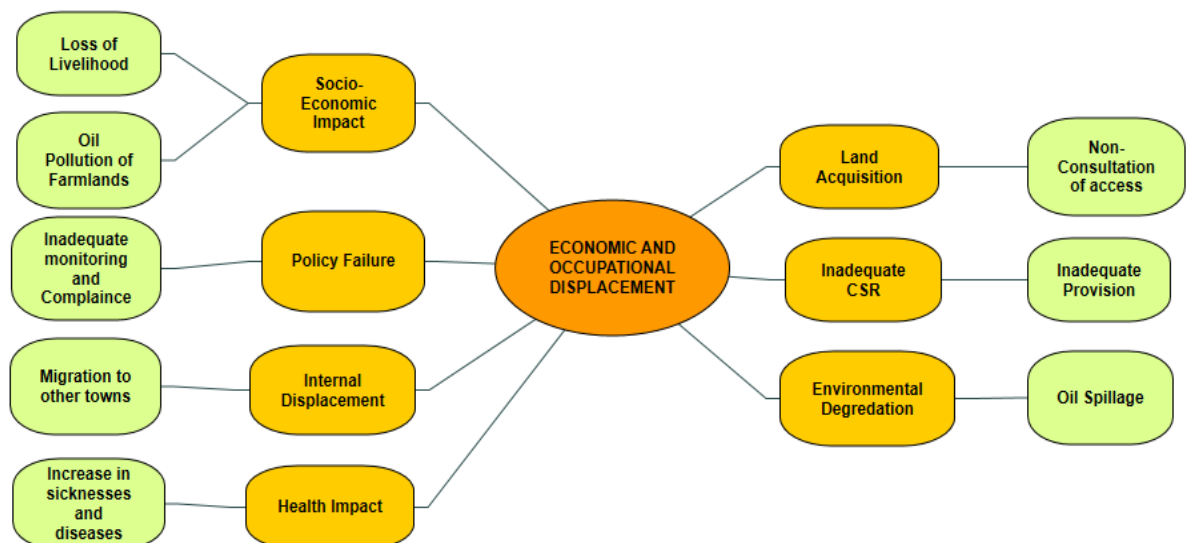 Loss of
Livelihood
Oil
Pollution of
Farmlands
Socio-
Economic
Impact
Inadequate
monitoring
and
Complaince
Policy Failure
Migration to
other towns
Internal
Displacement
Increase in
sicknesses
and
diseases
Health Impact
ECONOMIC AND
OCCUPATIONAL
DISPLACEMENT
Land
Acquisition
Non-
Consultation
of access
Inadequate
CSR
Inadequate
Provision
Environmental
Degredation
Oil Spillage